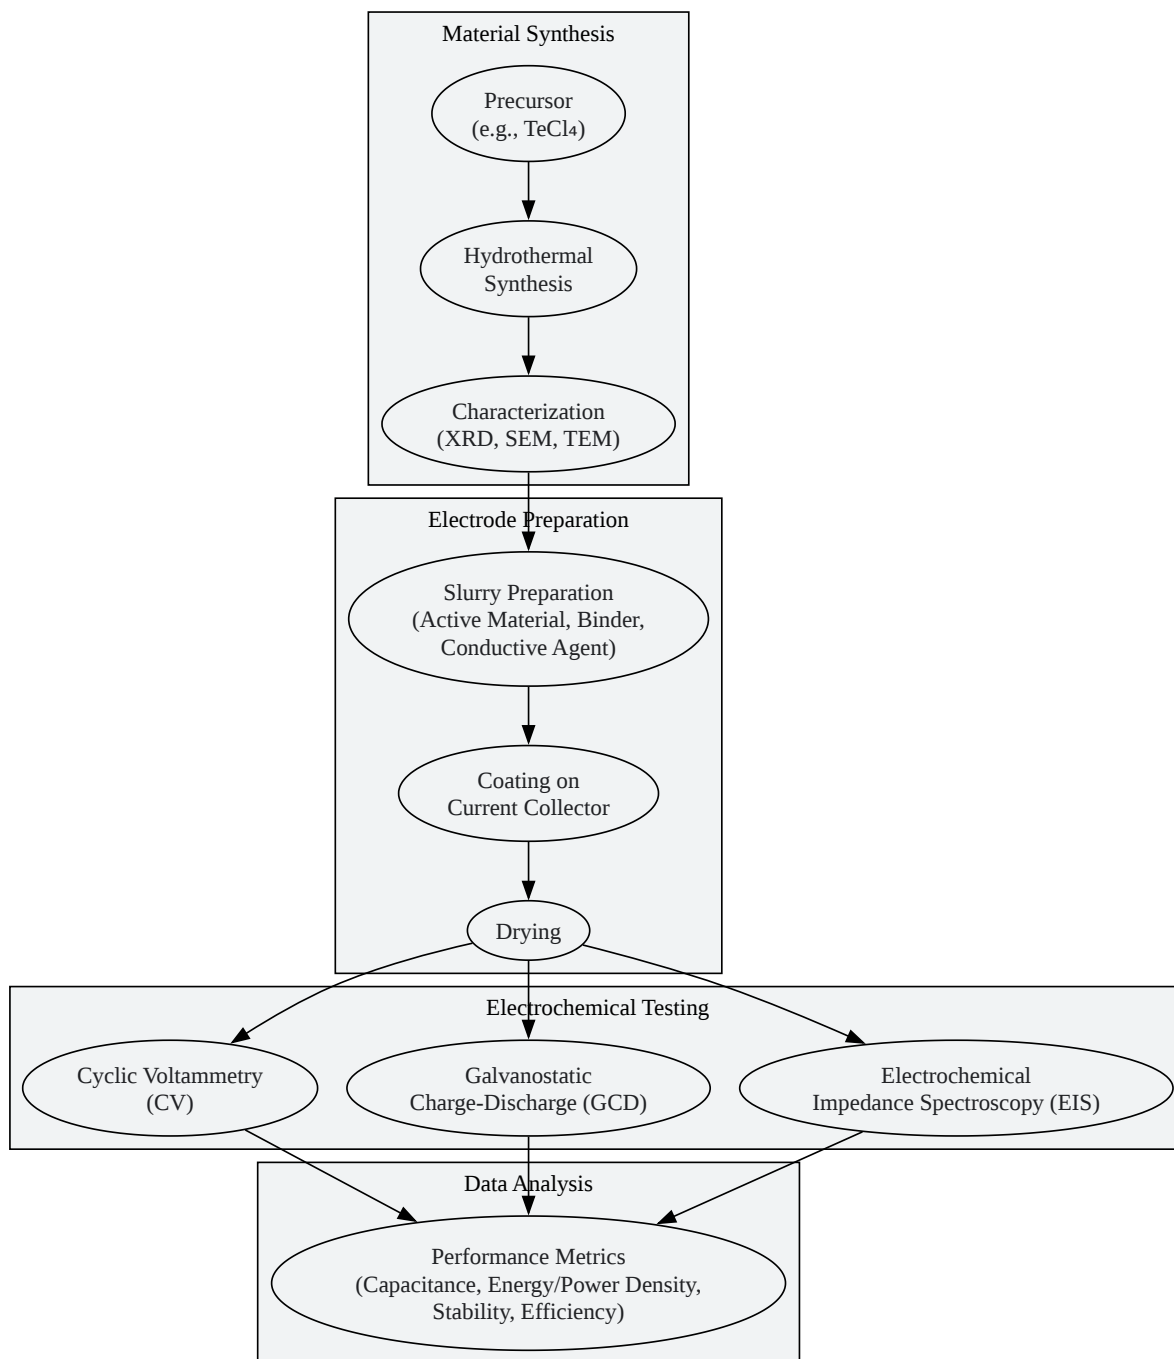 Material Synthesis
Precursor
(e.g., TeCl₄)
Hydrothermal
Synthesis
Characterization
(XRD, SEM, TEM)
Electrode Preparation
Slurry Preparation
(Active Material, Binder,
Conductive Agent)
Coating on
Current Collector
Drying
Electrochemical Testing
Cyclic Voltammetry
(CV)
Galvanostatic
Charge-Discharge (GCD)
Electrochemical
Impedance Spectroscopy (EIS)
Data Analysis
Performance Metrics
(Capacitance, Energy/Power Density,
Stability, Efficiency)